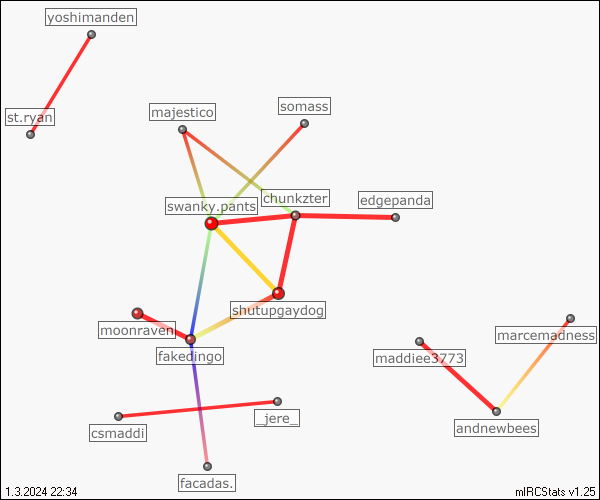 yoshimanden
st.ryan
majestico
somass
swanky.pants
chunkzter
edgepanda
shutupgaydog
moonraven
fakedingo
marcemadness
maddiee3773
andnewbees
csmaddi
_jere_
facadas.
1.3.2024 22:34
mIRCStats v1.25